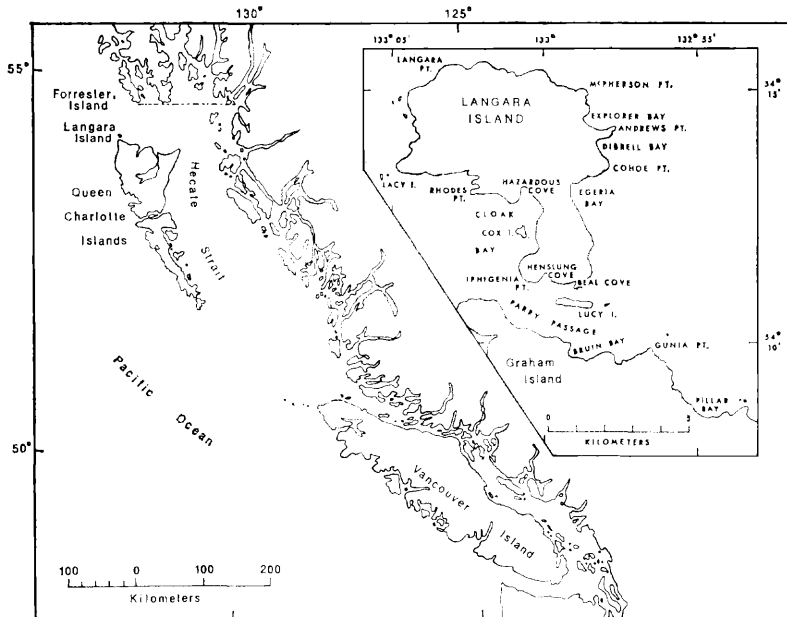 130°
125°
55°
50°
Forrester
Island
Langara
Island
Queen
Charlotte
Islands
Hecate
Strait
Pacific
Ocean
Vancouver
Island
100 0 100 200
Kilometers
133° 05'
133°
132° 55'
54°
15'
54°
10'
LANGARA
PT.
LANGARA
ISLAND
McPHERSON PT.
EXPLORER BAY
ANDREWS PT.
DIBRELL BAY
COHOE PT.
LACY I.
RHODES
PT.
HAZARDOUS
COVE
EGERIA
BAY
CLOAK
COX I.
BAY
HENSLUNG
COVE
IPHIGENIA
PT.
BEAL COVE
LUCY I.
PARRY PASSAGE
BRUIN BAY
GUNIA PT.
Graham
Island
PILLAR
BAY
0 5
KILOMETERS